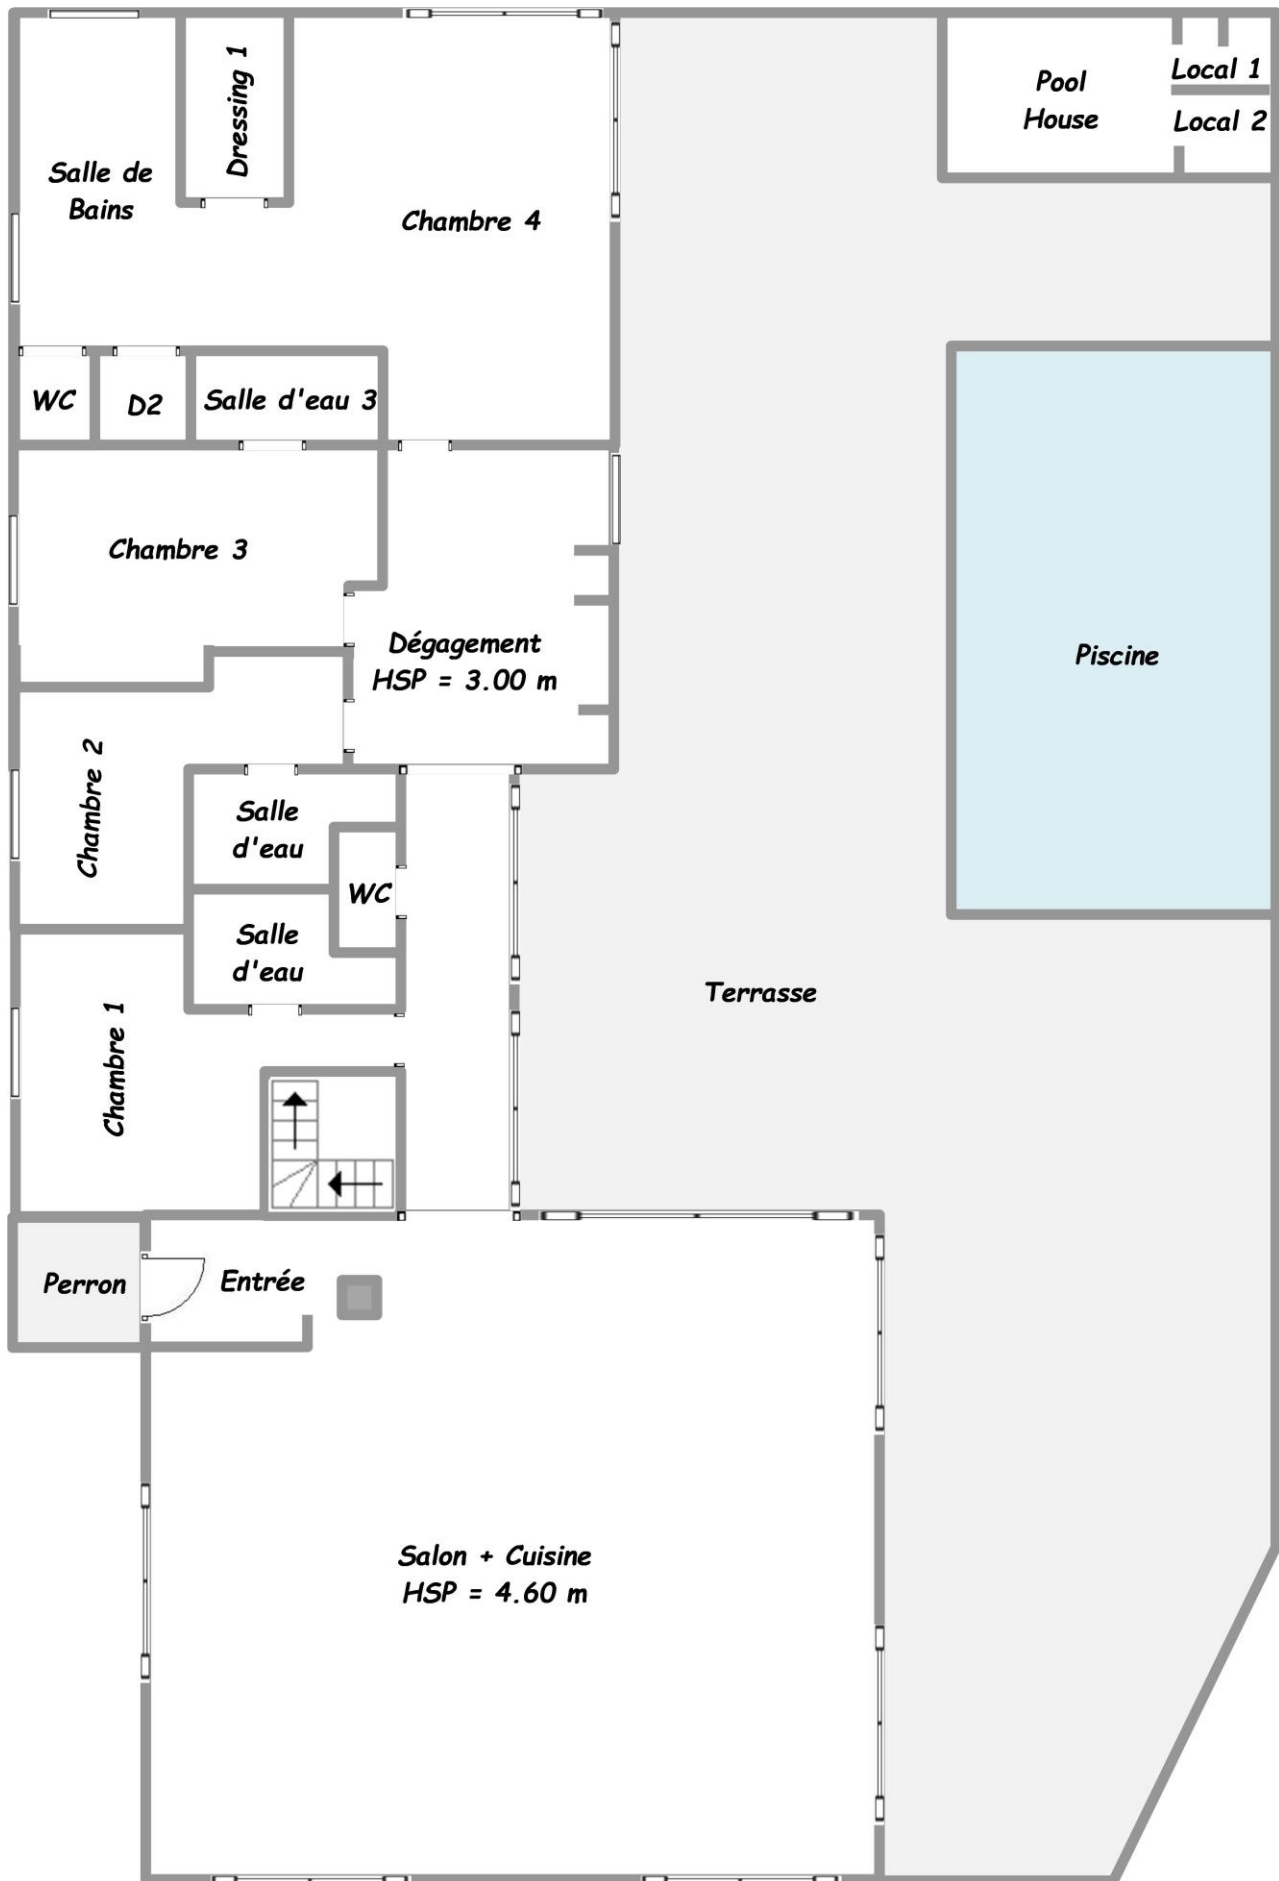 Dressing 1
Pool
House
Local 1
Local 2
Salle de
Bains
Chambre 4
WC
D2
Salle d'eau 3
Chambre 3
Dégagement
HSP = 3.00 m
Piscine
Chambre 2
Salle
d'eau
WC
Salle
d'eau
Terrasse
Chambre 1
Perron
Entrée
Salon + Cuisine
HSP = 4.60 m